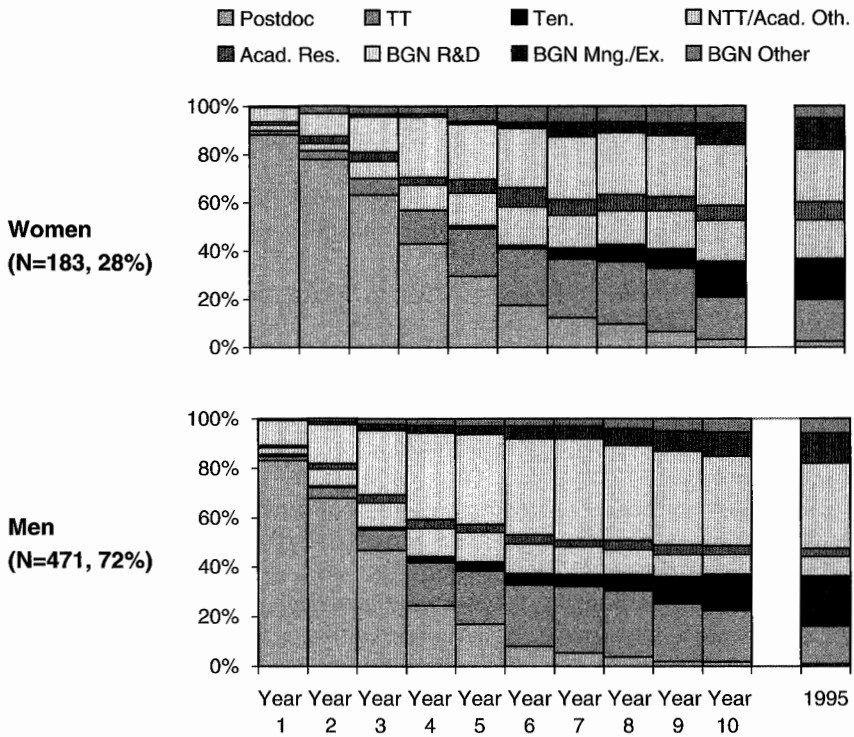 Postdoc TT Ten. NTT/Acad. Oth.
Acad. Res. BGN R&D BGN Mng./Ex. BGN Other
100%
80%
60%
40%
20%
0%
Women
(N=183, 28%)
100%
80%
60%
40%
20%
0%
Men
(N=471, 72%)
Year Year Year Year Year Year Year Year Year Year 1995
1 2 3 4 5 6 7 8 9 10